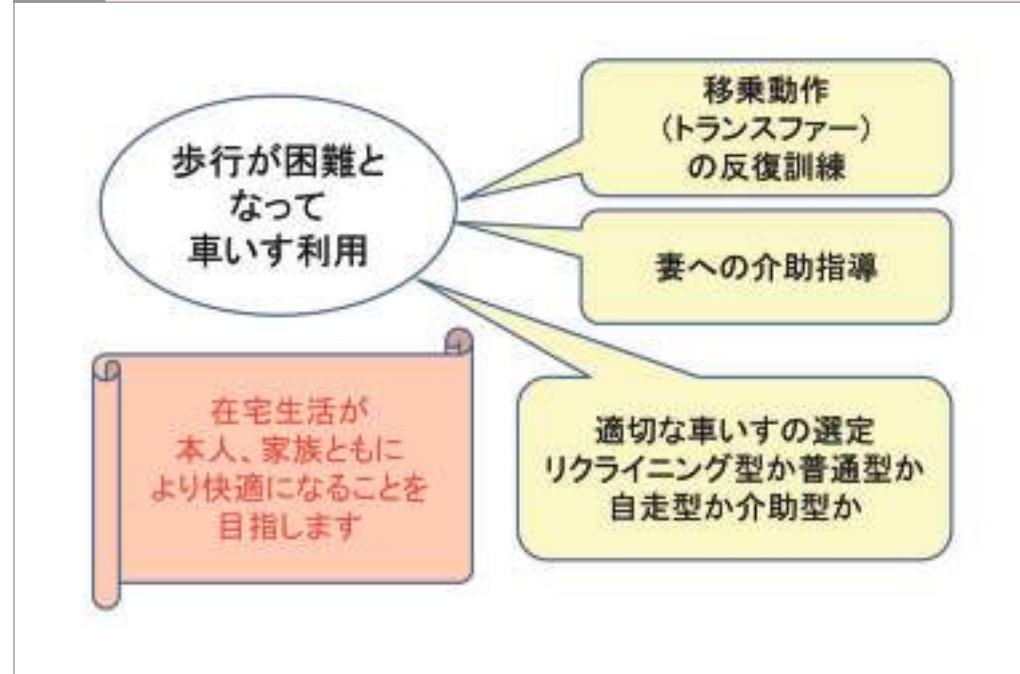 歩行が困難と
なって
車いす利用
移乗動作
(トランスファー)
の反復訓練
妻への介助指導
適切な車いすの選定
リクライニング型か普通型か
自走型か介助型か
在宅生活が
本人、家族ともに
より快適になることを
目指します